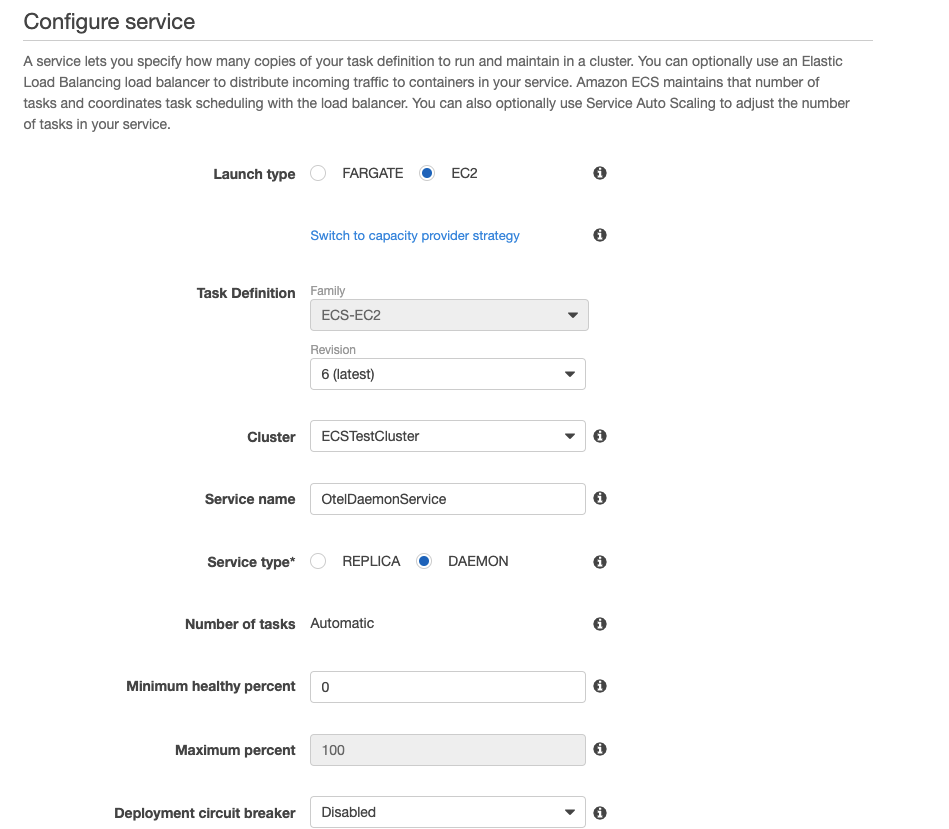 Configure service
A service lets you specify how many copies of your task definition to run and maintain in a cluster. You can optionally use an Elastic
Load Balancing load balancer to distribute incoming traffic to containers in your service. Amazon ECS maintains that number of
tasks and coordinates task scheduling with the load balancer. You can also optionally use Service Auto Scaling to adjust the number
of tasks in your service.
Launch type FARGATE EC2
Switch to capacity provider strategy
Task Definition Family
ECS-EC2
Revision
6 (latest)
Cluster ECSTestCluster
Service name OtelDaemonService
Service type* REPLICA DAEMON
Number of tasks Automatic
Minimum healthy percent 0
Maximum percent 100
Deployment circuit breaker Disabled